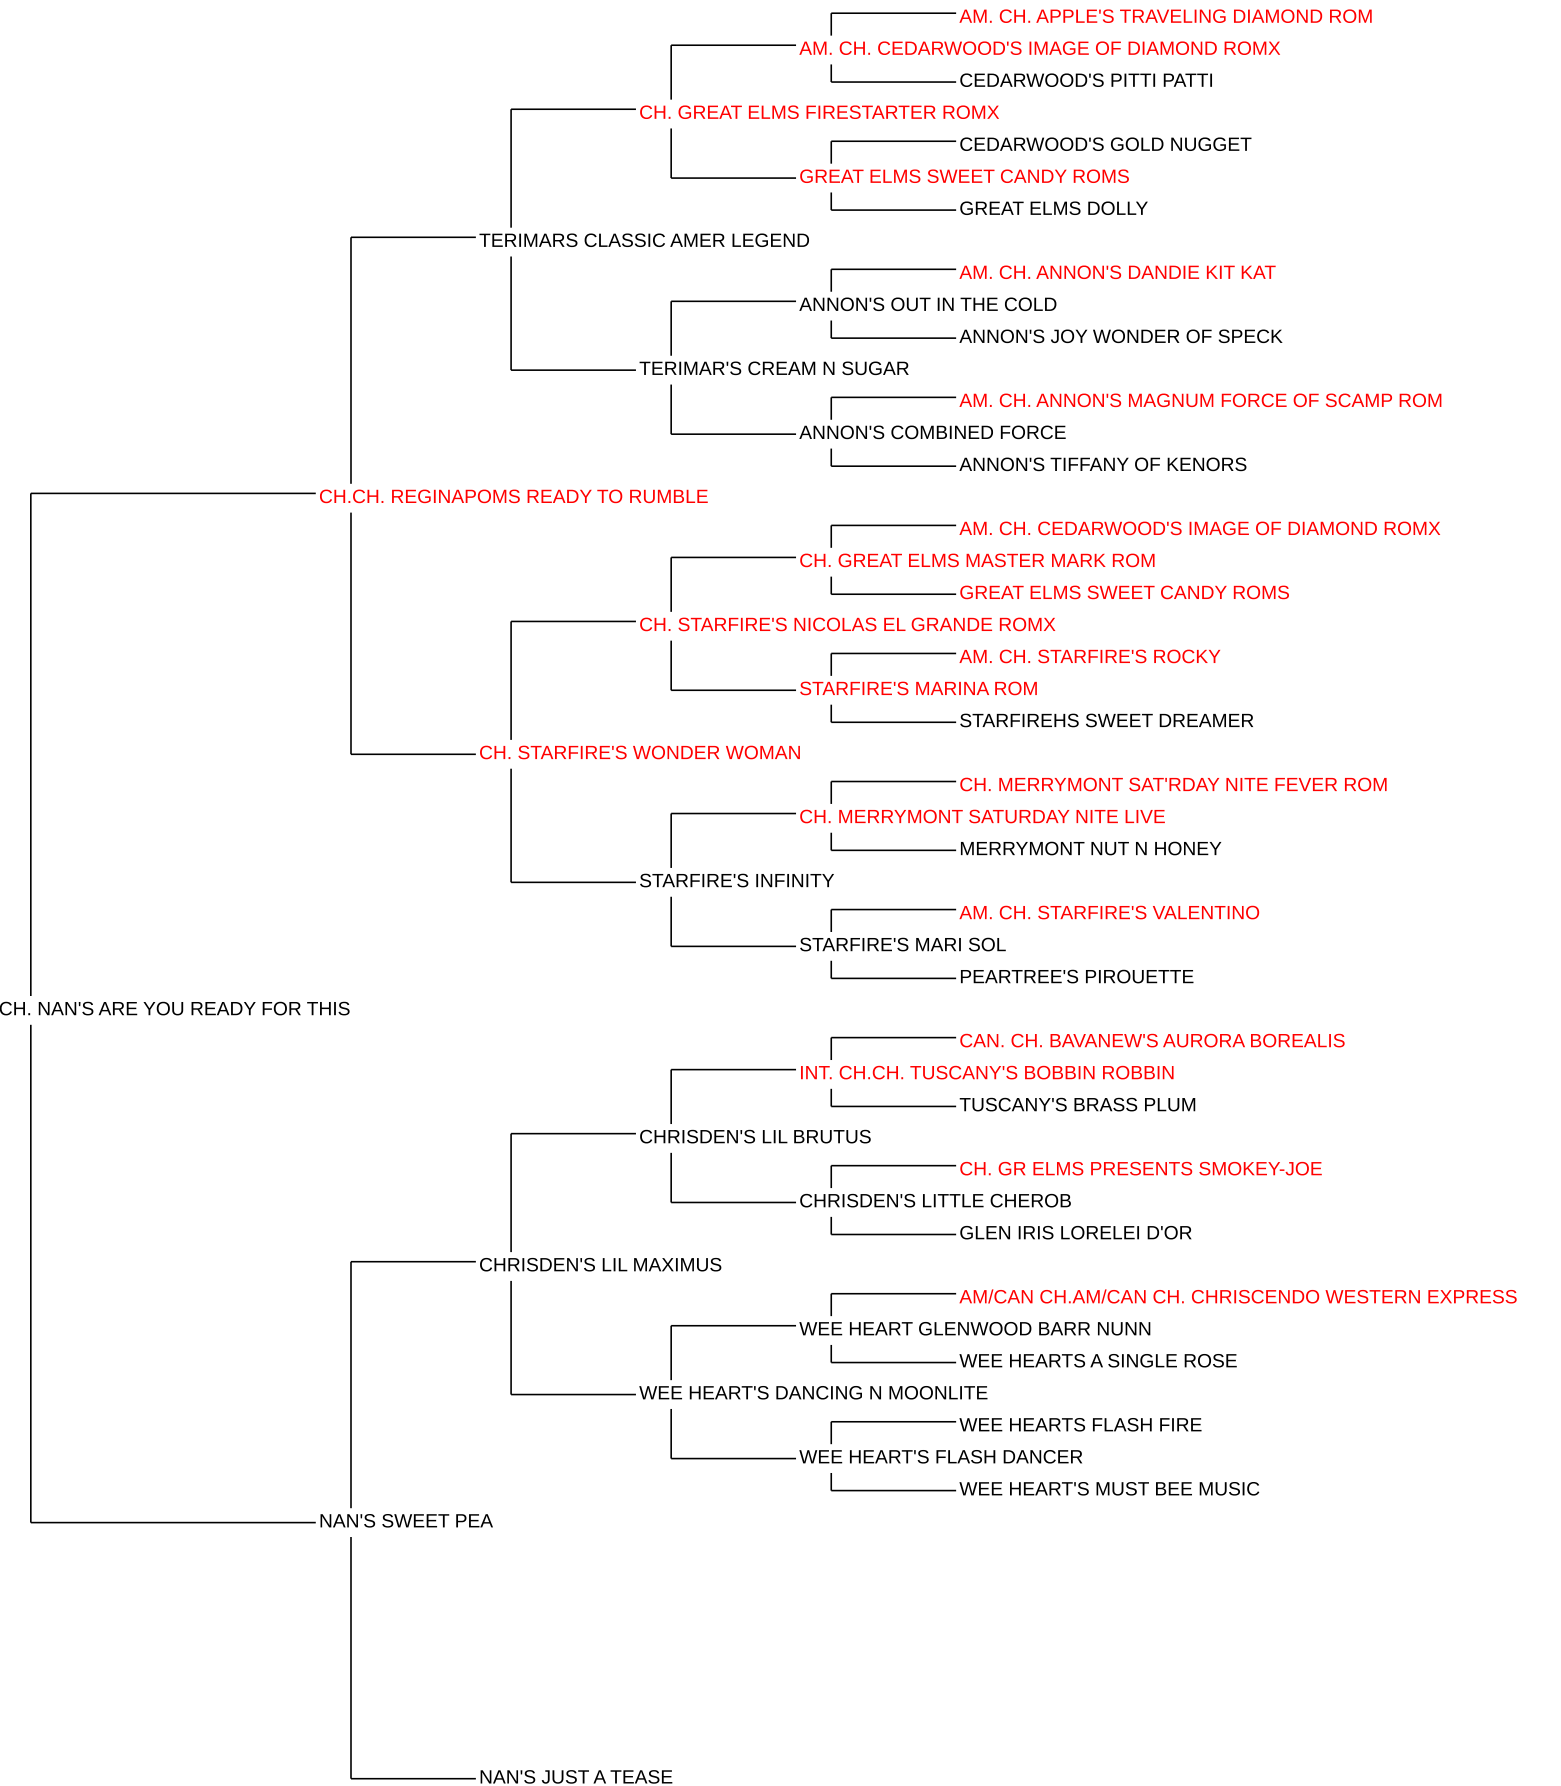 AM. CH. APPLE'S TRAVELING DIAMOND ROM
AM. CH. CEDARWOOD'S IMAGE OF DIAMOND ROMX
CEDARWOOD'S PITTI PATTI
CH. GREAT ELMS FIRESTARTER ROMX
CEDARWOOD'S GOLD NUGGET
GREAT ELMS SWEET CANDY ROMS
GREAT ELMS DOLLY
TERIMARS CLASSIC AMER LEGEND
AM. CH. ANNON'S DANDIE KIT KAT
ANNON'S OUT IN THE COLD
ANNON'S JOY WONDER OF SPECK
TERIMAR'S CREAM N SUGAR
AM. CH. ANNON'S MAGNUM FORCE OF SCAMP ROM
ANNON'S COMBINED FORCE
ANNON'S TIFFANY OF KENORS
CH.CH. REGINAPOMS READY TO RUMBLE
AM. CH. CEDARWOOD'S IMAGE OF DIAMOND ROMX
CH. GREAT ELMS MASTER MARK ROM
GREAT ELMS SWEET CANDY ROMS
CH. STARFIRE'S NICOLAS EL GRANDE ROMX
AM. CH. STARFIRE'S ROCKY
STARFIRE'S MARINA ROM
STARFIREHS SWEET DREAMER
CH. STARFIRE'S WONDER WOMAN
CH. MERRYMONT SAT'RDAY NITE FEVER ROM
CH. MERRYMONT SATURDAY NITE LIVE
MERRYMONT NUT N HONEY
STARFIRE'S INFINITY
AM. CH. STARFIRE'S VALENTINO
STARFIRE'S MARI SOL
PEARTREE'S PIROUETTE
CH. NAN'S ARE YOU READY FOR THIS
CAN. CH. BAVANEW'S AURORA BOREALIS
INT. CH.CH. TUSCANY'S BOBBIN ROBBIN
TUSCANY'S BRASS PLUM
CHRISDEN'S LIL BRUTUS
CH. GR ELMS PRESENTS SMOKEY-JOE
CHRISDEN'S LITTLE CHEROB
GLEN IRIS LORELEI D'OR
CHRISDEN'S LIL MAXIMUS
AM/CAN CH.AM/CAN CH. CHRISCENDO WESTERN EXPRESS
WEE HEART GLENWOOD BARR NUNN
WEE HEARTS A SINGLE ROSE
WEE HEART'S DANCING N MOONLITE
WEE HEARTS FLASH FIRE
WEE HEART'S FLASH DANCER
WEE HEART'S MUST BEE MUSIC
NAN'S SWEET PEA
NAN'S JUST A TEASE